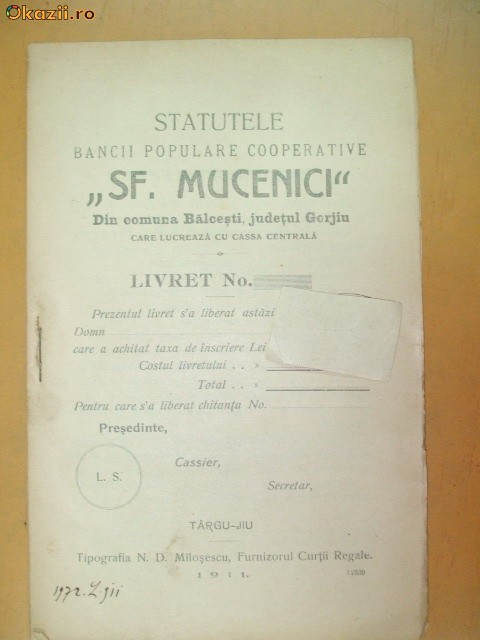 Okazii.ro
STATUTELE
BANCII POPULARE COOPERATIVE
„SF. MUCENICI“
Din comuna Bălcești, județul Gorjiu
CARE LUCREAZĂ CU CASSA CENTRALĂ
LIVRET No.
Prezentul livret s'a liberat astăzi
Domn
care a achitat taxa de înscriere Lei
Costul livretului . . »
Total . . »
Pentru care s'a liberat chitanța No.
Președinte,
Cassier,
L. S.
Secretar,
TÂRGU-JIU
Tipografia N. D. Miloșescu, Furnizorul Curții Regale.
1911.